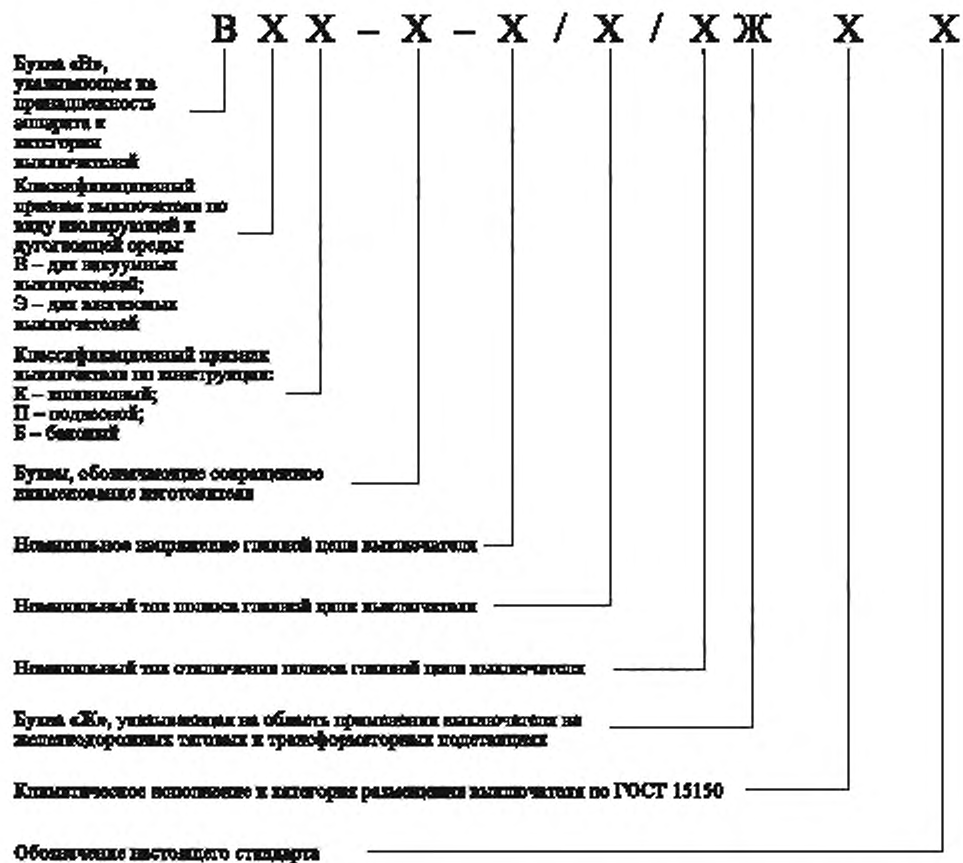 В Х Х – Х – Х / Х / Х Ж Х Х
Буква «В»,
указывающая на
принадлежность
аппарата к
категории
выключателей
Классификационный
признак выключателя по
виду изолирующей и
дугогасящей среды:
В – для вакуумных
выключателей;
Э – для элегазовых
выключателей
Классификационный признак
выключателя по конструкции:
К – колонковый;
П – подвесной;
Б – баковый
Буквы, обозначающие сокращенное
наименование изготовителя
Номинальное напряжение главной цепи выключателя
Номинальный ток полюса главной цепи выключателя
Номинальный ток отключения полюса главной цепи выключателя
Буква «Ж», указывающая на область применения выключателя на
железнодорожных тяговых и трансформаторных подстанциях
Климатическое исполнение и категория размещения выключателя по ГОСТ 15150
Обозначение настоящего стандарта